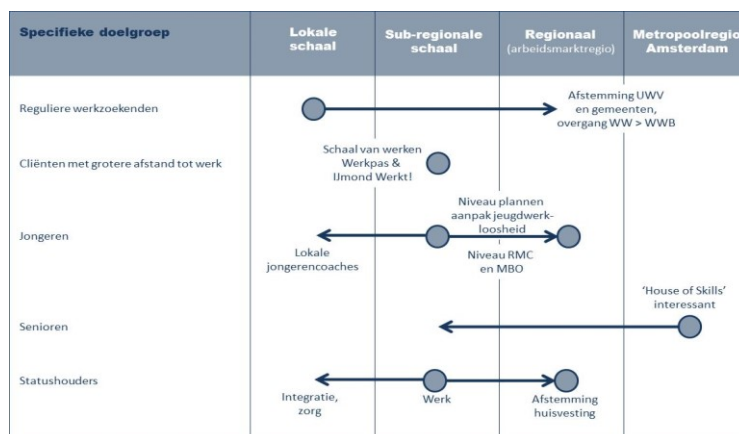 Specifieke doelgroep
Lokale
schaal
Sub-regionale
schaal
Regionaal
(arbeidsmarktregio)
Metropoolregio
Amsterdam
Reguliere werkzoekenden
Afstemming UWV
en gemeenten,
overgang WW > WWB
Cliënten met grotere afstand tot werk
Schaal van werken
Werkpas &
IJmond Werkt!
Jongeren
Lokale
jongerencoaches
Niveau plannen
aanpak jeugdwerk-
loosheid
Niveau RMC
en MBO
Senioren
'House of Skills'
interessant
Statushouders
Integratie,
zorg
Werk
Afstemming
huisvesting